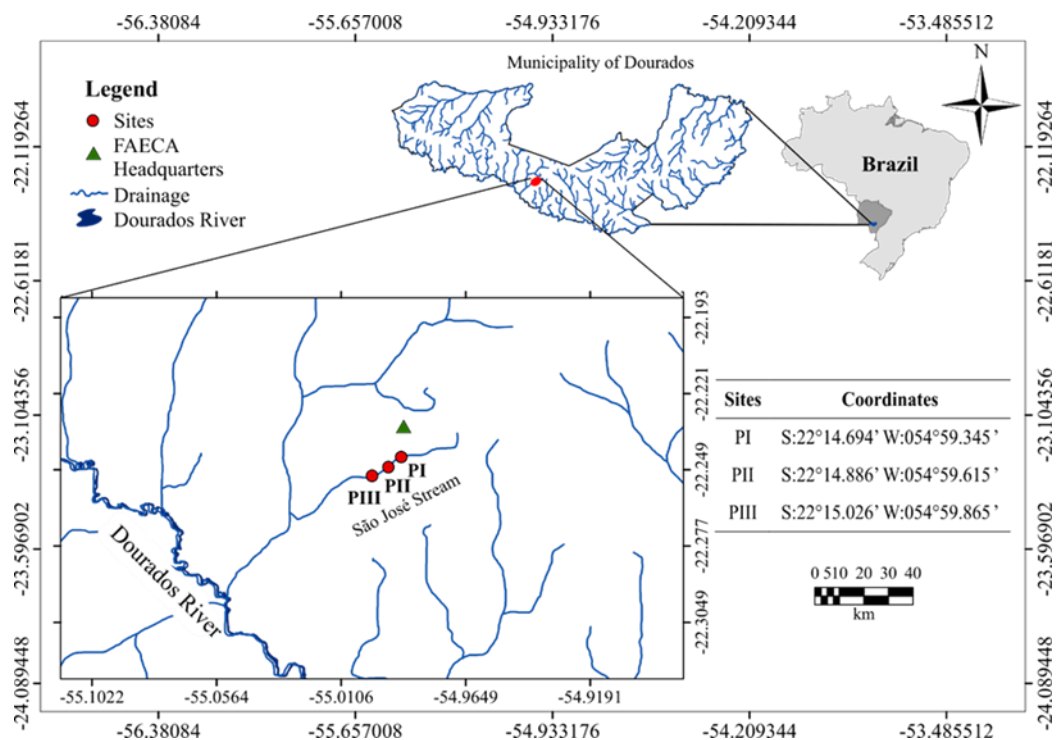 -56.38084 -55.657008 -54.933176 -54.209344 -53.485512
N
Municipality of Dourados
Legend
Sites
FAECA
Headquarters
Drainage
Dourados River
Brazil
-22.119264
-22.61181
-23.104356
-23.596902
-24.089448
-22.119264
-22.61181
-23.104356
-23.596902
-24.089448
-22.193
-22.221
-22.249
-22.277
-22.3049
PI
PII
PIII
São José Stream
Dourados River
Sites Coordinates
PI S:22°14.694’ W:054°59.345’
PII S:22°14.886’ W:054°59.615’
PIII S:22°15.026’ W:054°59.865’
0 510 20 30 40
km
-55.1022 -55.0564 -55.0106 -54.9649 -54.9191
-56.38084 -55.657008 -54.933176 -54.209344 -53.485512